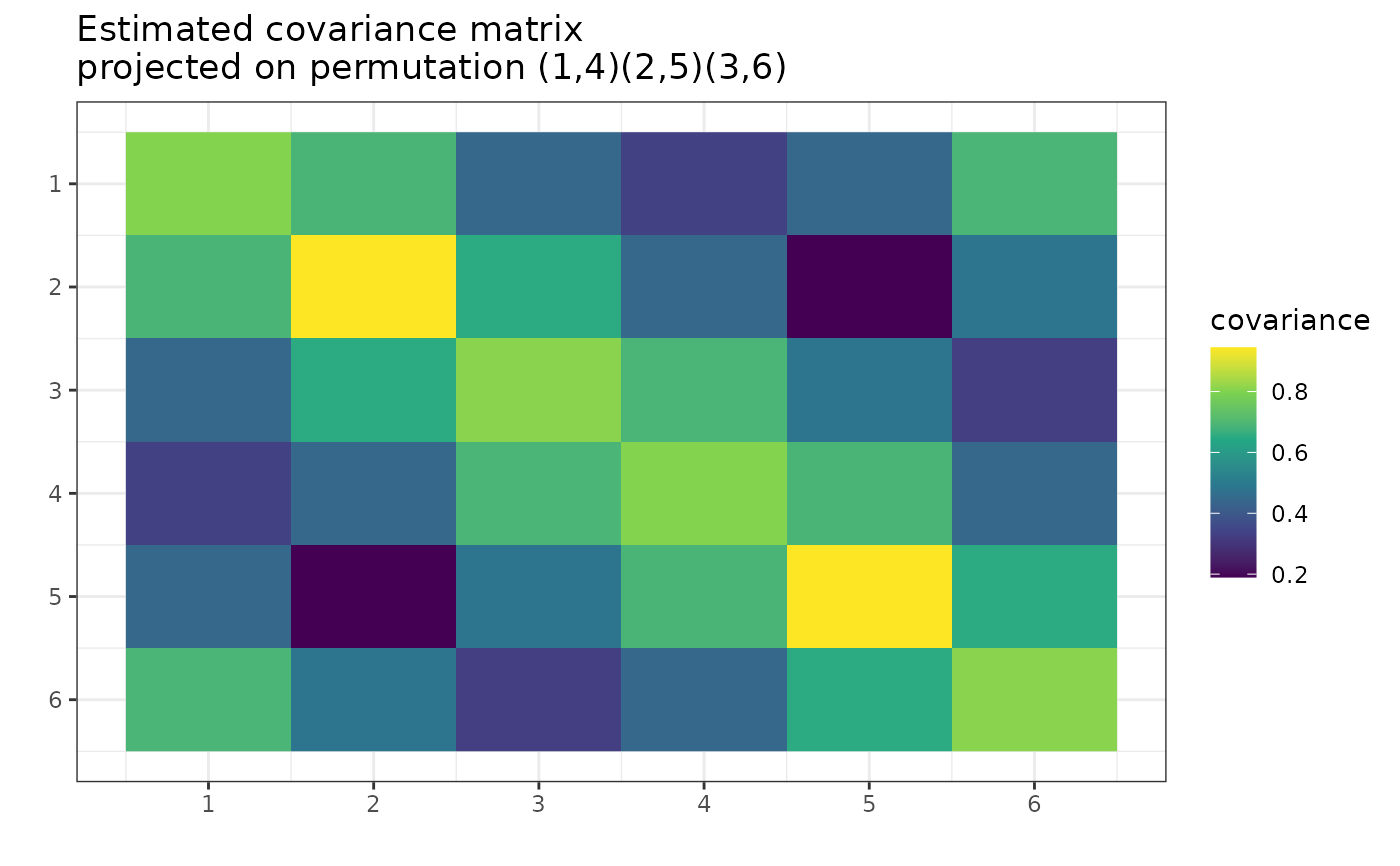 Estimated covariance matrix
projected on permutation (1,4)(2,5)(3,6)
1
2
3
4
5
6
1 2 3 4 5 6
covariance
0.8
0.6
0.4
0.2